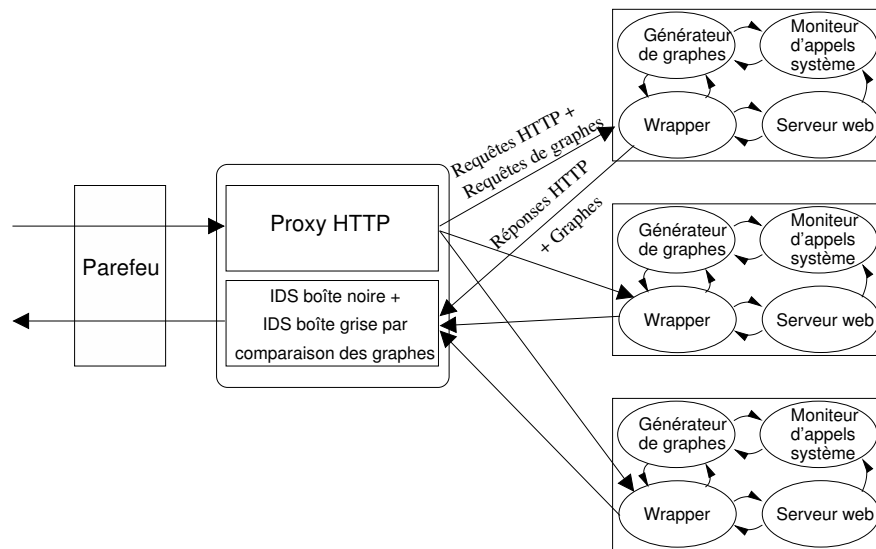 Parefeu
Proxy HTTP
IDS boîte noire +
IDS boîte grise par
comparaison des graphes
Requêtes HTTP +
Requêtes de graphes
Réponses HTTP
+ Graphes
Générateur
de graphes
Moniteur
d'appels
système
Wrapper
Serveur web
Générateur
de graphes
Moniteur
d'appels
système
Wrapper
Serveur web
Générateur
de graphes
Moniteur
d'appels
système
Wrapper
Serveur web